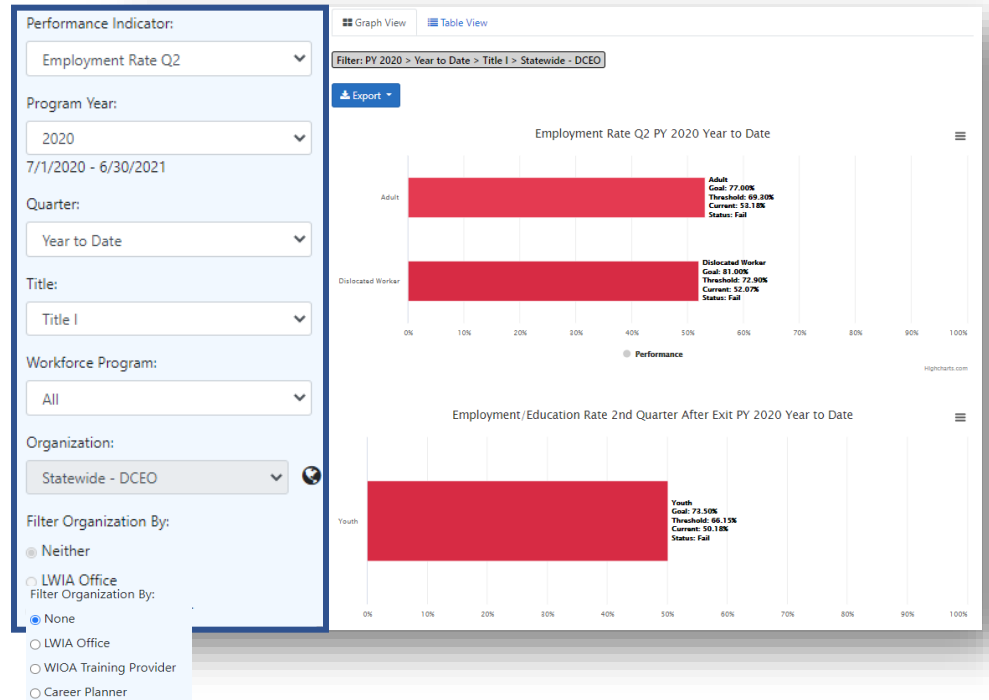 Performance Indicator:
Employment Rate Q2
Program Year:
2020
7/1/2020 - 6/30/2021
Quarter:
Year to Date
Title:
Title I
Workforce Program:
All
Organization:
Statewide - DCEO
Filter Organization By:
Neither
LWIA Office
Filter Organization By:
None
LWIA Office
WIOA Training Provider
Career Planner
Graph View
Table View
Filter: PY 2020 > Year to Date > Title I > Statewide - DCEO
Export
Employment Rate Q2 PY 2020 Year to Date
Adult
Adult
Goal: 77.00%
Threshold: 69.30%
Current: 53.18%
Status: Fail
Dislocated Worker
Dislocated Worker
Goal: 81.00%
Threshold: 72.90%
Current: 52.07%
Status: Fail
0% 10% 20% 30% 40% 50% 60% 70% 80% 90% 100%
Performance
Highcharts.com
Employment/Education Rate 2nd Quarter After Exit PY 2020 Year to Date
Youth
Youth
Goal: 73.50%
Threshold: 66.15%
Current: 50.18%
Status: Fail
0% 10% 20% 30% 40% 50% 60% 70% 80% 90% 100%